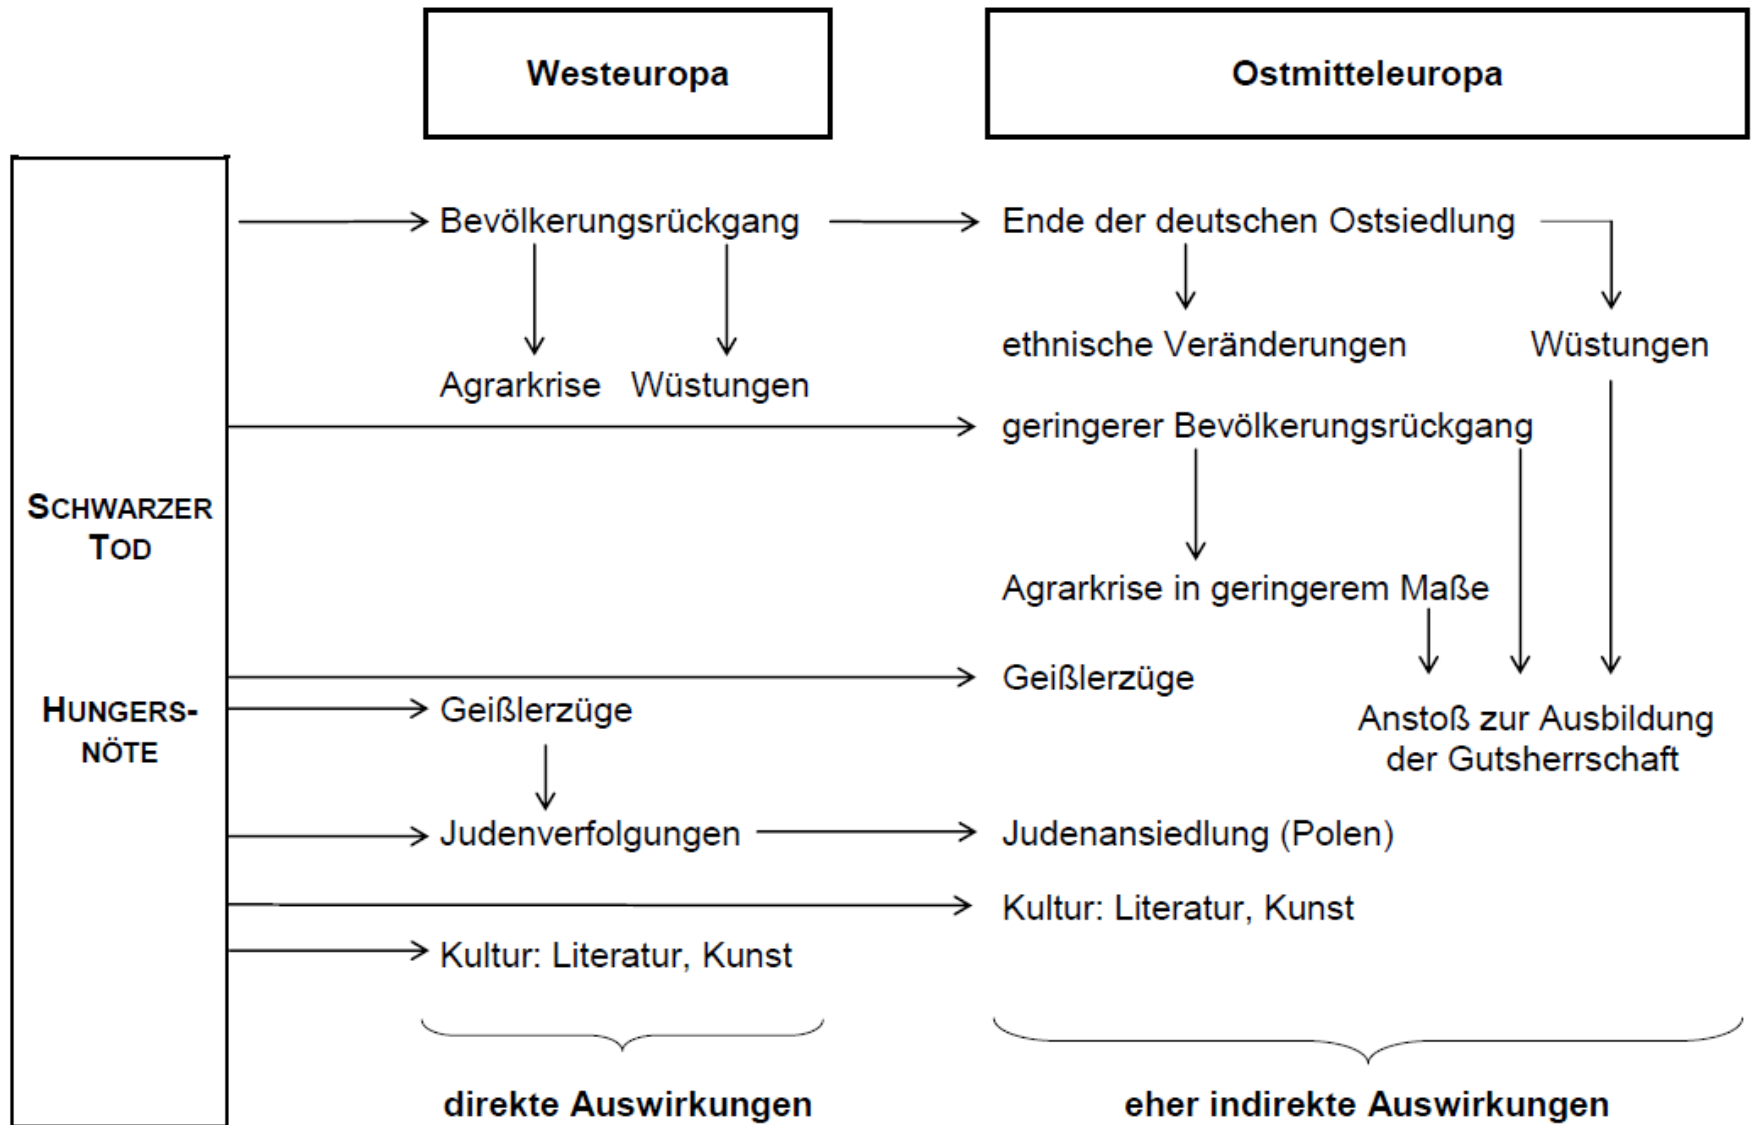 Westeuropa
Ostmitteleuropa
Bevölkerungsrückgang
Ende der deutschen Ostsiedlung
ethnische Veränderungen
Wüstungen
Agrarkrise
Wüstungen
geringerer Bevölkerungsrückgang
SCHWARZER
TOD
Agrarkrise in geringerem Maße
Geißlerzüge
HUNGERS-
NÖTE
Geißlerzüge
Anstoß zur Ausbildung
der Gutsherrschaft
Judenverfolgungen
Judenansiedlung (Polen)
Kultur: Literatur, Kunst
Kultur: Literatur, Kunst
direkte Auswirkungen
eher indirekte Auswirkungen